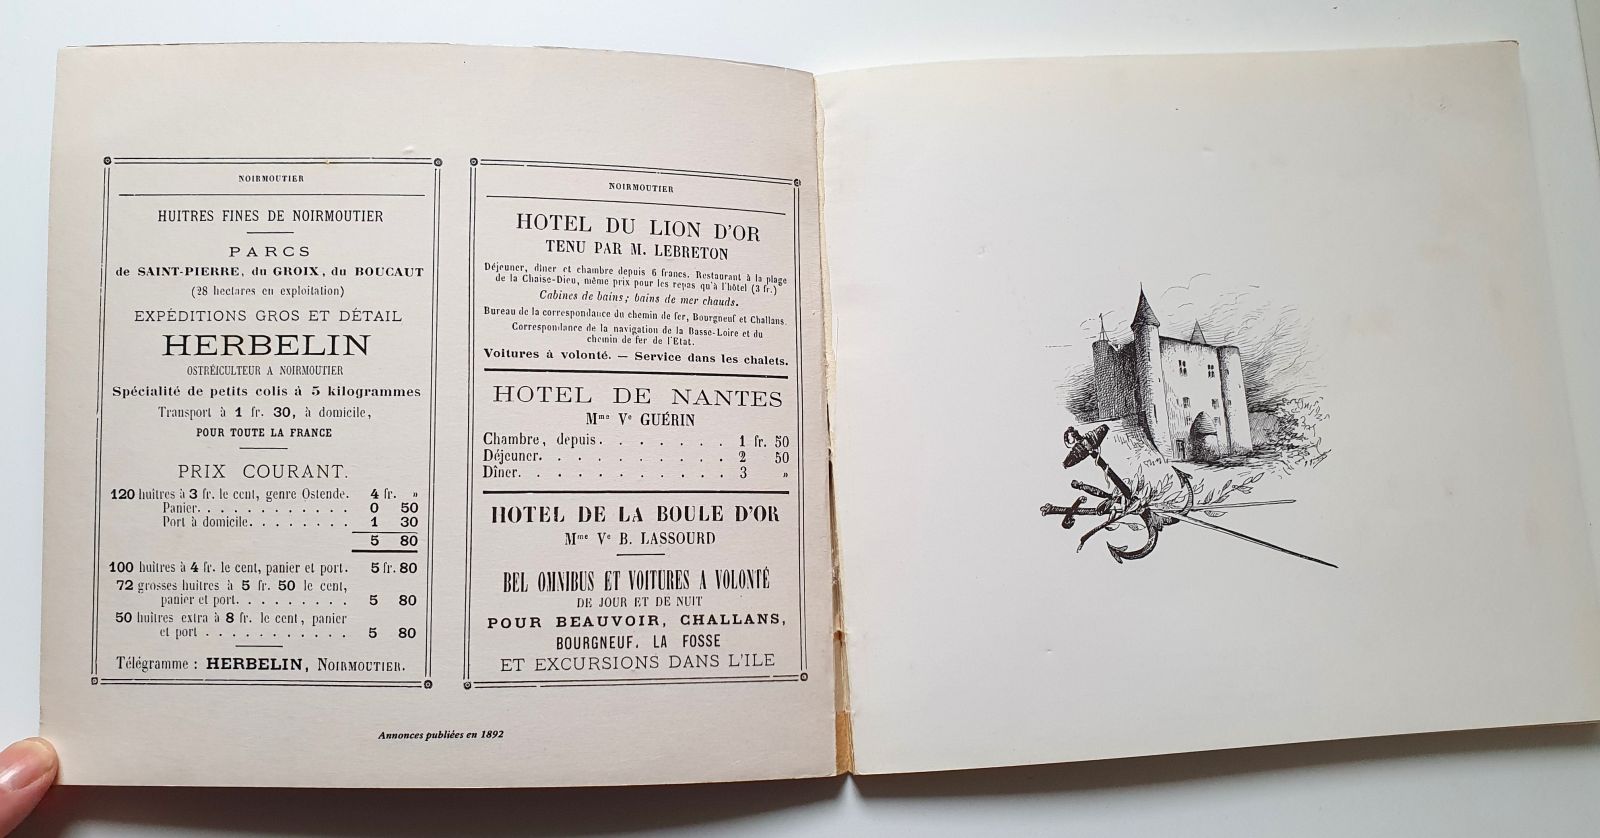 NOIRMOUTIER
HUITRES FINES DE NOIRMOUTIER
PARCS
de SAINT-PIERRE, du GROIX, du BOUCAUT
(28 hectares en exploitation)
EXPÉDITIONS GROS ET DÉTAIL
HERBELIN
OSTRÉICULTEUR A NOIRMOUTIER
Spécialité de petits colis à 5 kilogrammes
Transport à 1 fr. 30, à domicile,
POUR TOUTE LA FRANCE
PRIX COURANT.
120 huitres à 3 fr. le cent, genre Ostende. 4 fr. »
Panier. . . . . . . . . . . . 0 50
Port à domicile. . . . . . . . 1 30
5 80
100 huitres à 4 fr. le cent, panier et port. 5 fr. 80
72 grosses huitres à 5 fr. 50 le cent,
panier et port. . . . . . . . . 5 80
50 huitres extra à 8 fr. le cent, panier
et port . . . . . . . . . . . 5 80
Télégramme : HERBELIN, NOIRMOUTIER.
NOIRMOUTIER
HOTEL DU LION D'OR
TENU PAR M. LEBRETON
Déjeuner, dîner et chambre depuis 6 francs. Restaurant à la plage
de la Chaise-Dieu, même prix pour les repas qu'à l'hôtel (3 fr.)
Cabines de bains; bains de mer chauds.
Bureau de la correspondance du chemin de fer, Bourgneuf et Challans.
Correspondance de la navigation de la Basse-Loire et du
chemin de fer de l'Etat.
Voitures à volonté. — Service dans les chalets.
HOTEL DE NANTES
Mme Ve GUÉRIN
Chambre, depuis. . . . . . . 1 fr. 50
Déjeuner. . . . . . . . . . 2 50
Dîner. . . . . . . . . . . 3 »
HOTEL DE LA BOULE D'OR
Mme Ve B. LASSOURD
BEL OMNIBUS ET VOITURES A VOLONTÉ
DE JOUR ET DE NUIT
POUR BEAUVOIR, CHALLANS,
BOURGNEUF, LA FOSSE
ET EXCURSIONS DANS L'ILE
Annonces publiées en 1892